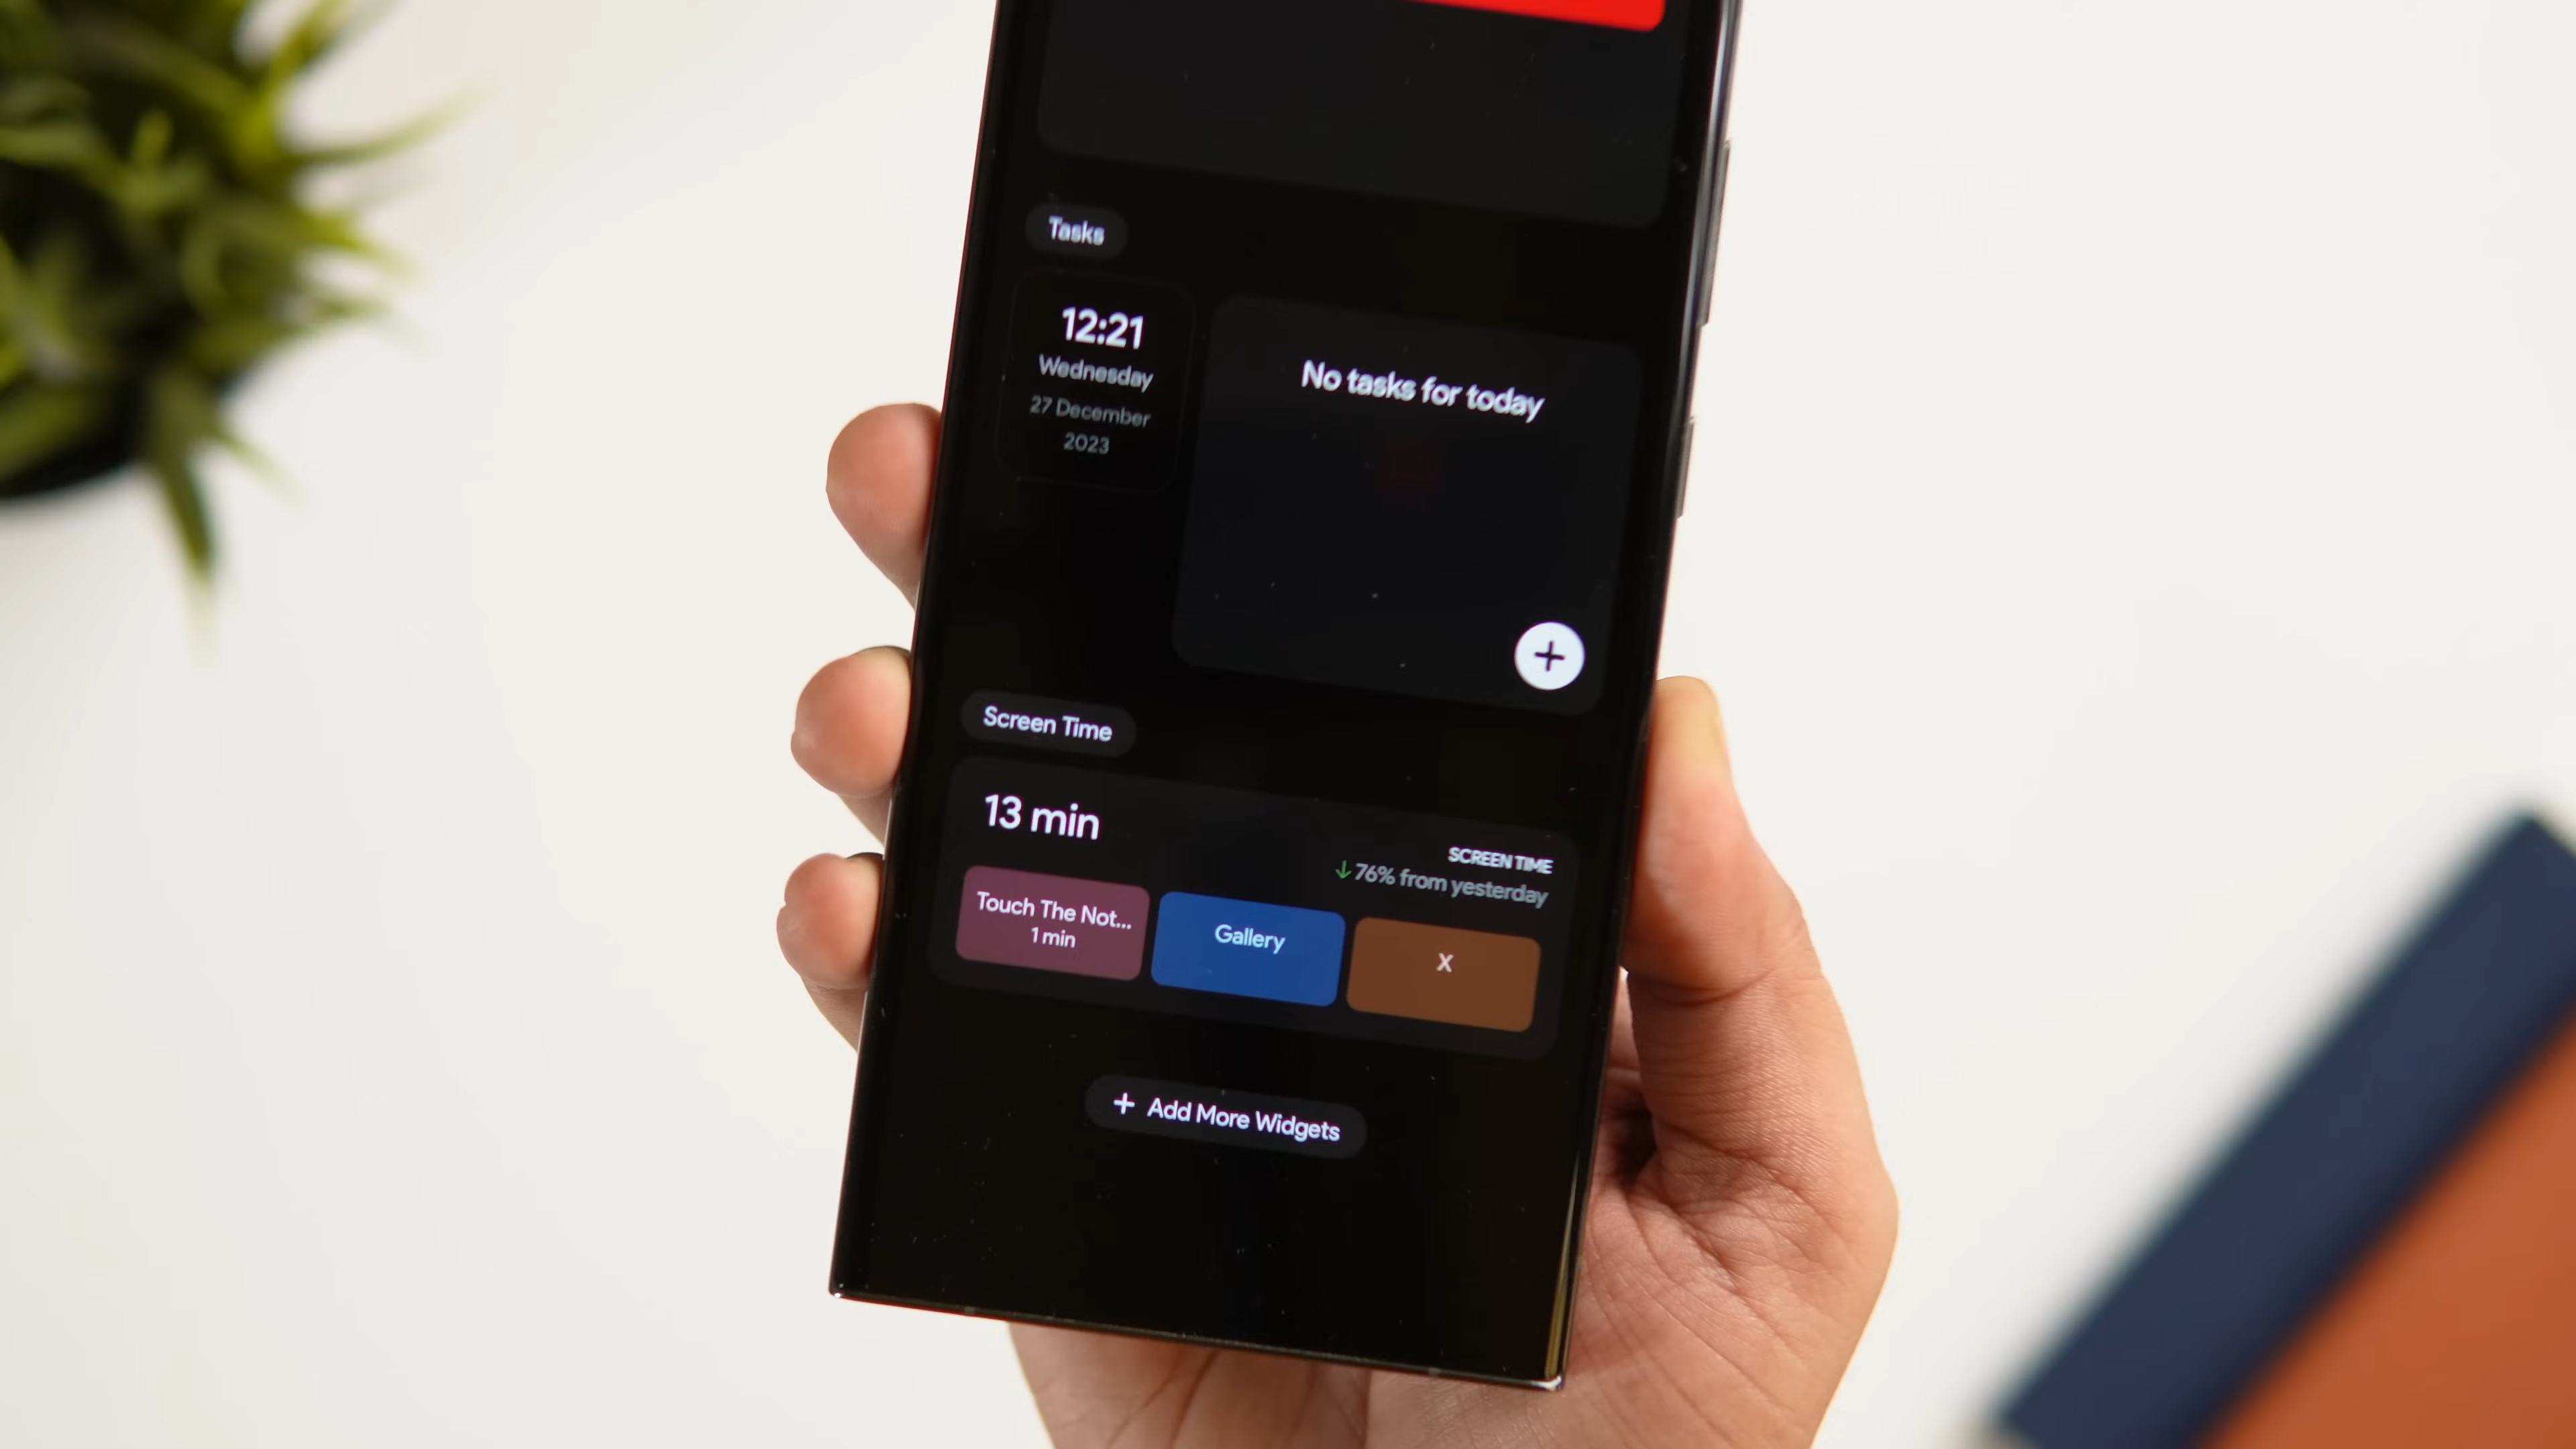 Tasks
12:21
Wednesday
27 December
2023
No tasks for today
+
Screen Time
13 min
SCREEN TIME
↓76% from yesterday
Touch The Not...
1 min
Gallery
X
+ Add More Widgets